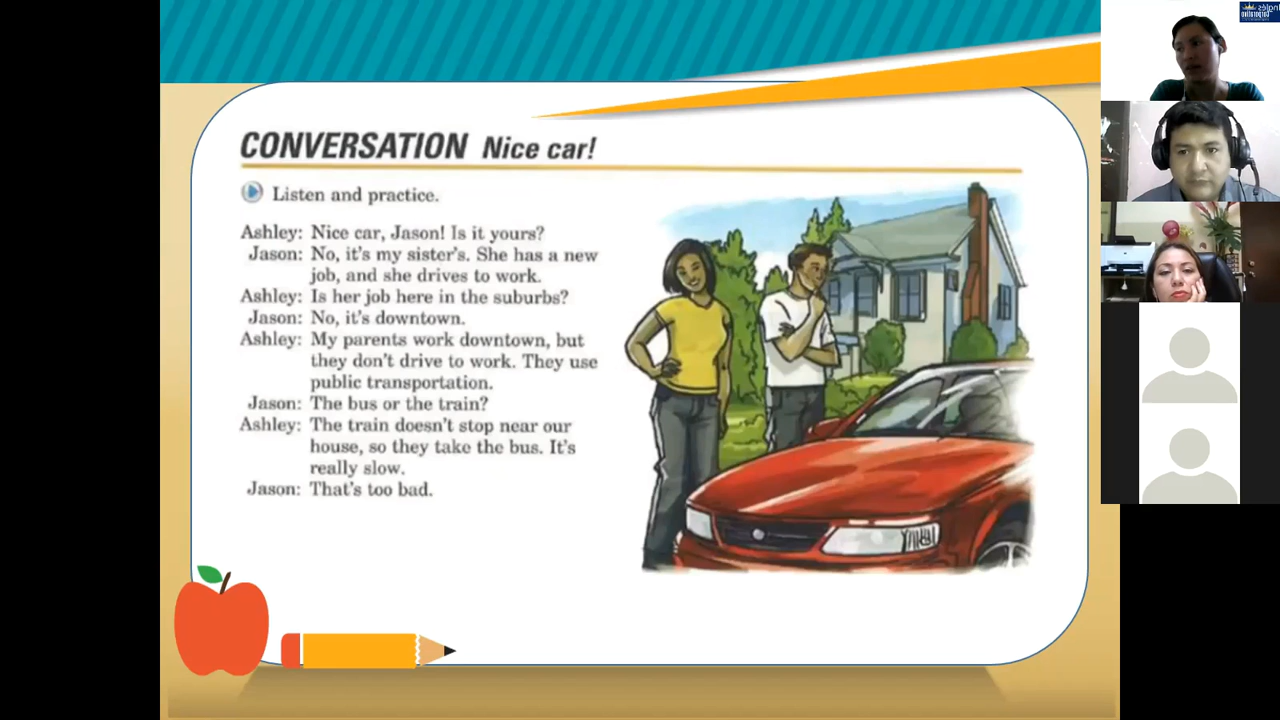 CONVERSATION Nice car!
Listen and practice.
Ashley: Nice car, Jason! Is it yours?
Jason: No, it's my sister's. She has a new
job, and she drives to work.
Ashley: Is her job here in the suburbs?
Jason: No, it's downtown.
Ashley: My parents work downtown, but
they don't drive to work. They use
public transportation.
Jason: The bus or the train?
Ashley: The train doesn't stop near our
house, so they take the bus. It's
really slow.
Jason: That's too bad.
Inglés
Corporativo